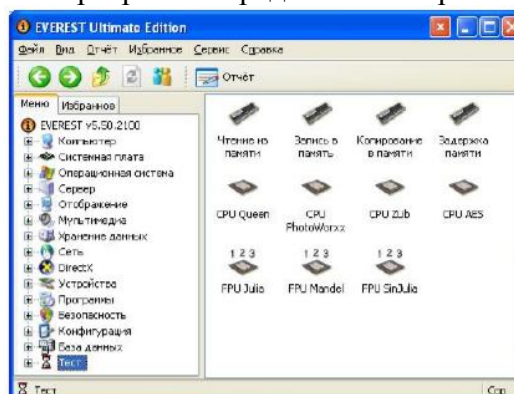 EVEREST Ultimate Edition
Файл Вид Отчёт Избранное Сервис Справка
Отчёт
Меню Избранное
EVEREST v5.50.2100
Компьютер
Системная плата
Операционная система
Сервер
Отображение
Мультимедиа
Хранение данных
Сеть
DirectX
Устройства
Программы
Безопасность
Конфигурация
База данных
Тест
Чтение из памяти
Запись в память
Копирование в памяти
Задержка памяти
CPU Queen
CPU PhotoWorxx
CPU ZLib
CPU AES
1 2 3
FPU Julia
1 2 3
FPU Mandel
1 2 3
FPU SinJulia
Тест